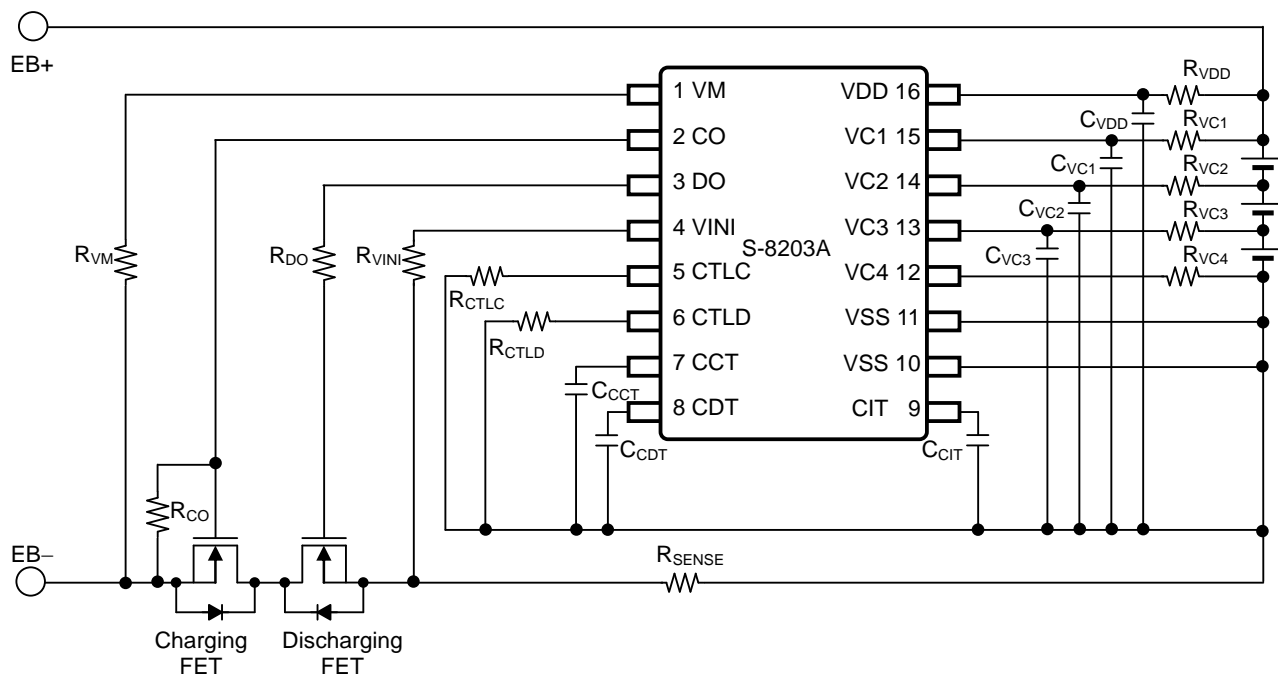 EB+
1 VM
VDD 16
RVDD
CVDD
2 CO
VC1 15
RVC1
CVC1
3 DO
VC2 14
RVC2
CVC2
4 VINI
VC3 13
RVC3
CVC3
S-8203A
RVM
RDO
RVINI
5 CTLC
VC4 12
RVC4
RCTLC
6 CTLD
VSS 11
RCTLD
7 CCT
VSS 10
CCCT
8 CDT
CIT 9
CCDT
CCIT
RCO
EB−
RSENSE
Charging
FET
Discharging
FET